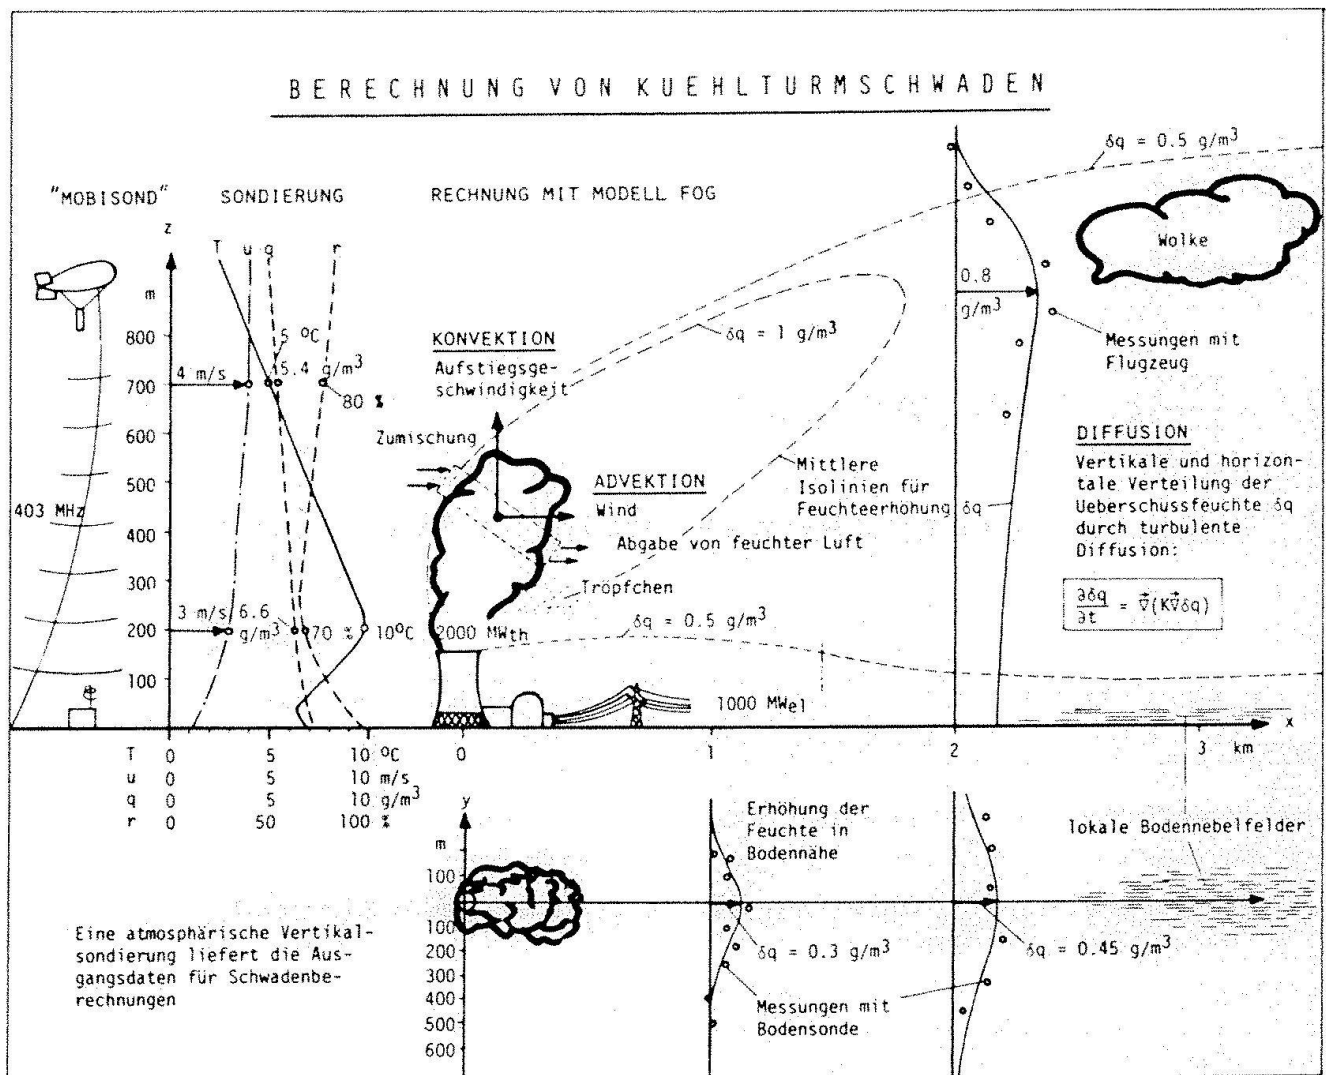 BERECHNUNG VON KUEHLTURMSCHWADEN
"MOBISOND"
SONDIERUNG
RECHNUNG MIT MODELL FOG
z
T u q r
m
800
700
600
500
400
300
200
100
403 MHz
4 m/s
5 °C
5.4 g/m³
80 %
3 m/s
6.6 g/m³
70 %
10°C
2000 MWth
KONVEKTION
Aufstiegsge-
schwindigkeit
Zumischung
ADVEKTION
Wind
Abgabe von feuchter Luft
Tröpfchen
δq = 0.5 g/m³
δq = 1 g/m³
Mittlere
Isolinien für
Feuchteerhöhung δq
δq = 0.5 g/m³
0.8
g/m³
Wolke
Messungen mit
Flugzeug
DIFFUSION
Vertikale und horizon-
tale Verteilung der
Ueberschussfeuchte δq
durch turbulente
Diffusion:
∂δq/∂t = ∇⃗(K∇⃗δq)
1000 MWel
x
0 1 2 3 km
T 0 5 10 °C
u 0 5 10 m/s
q 0 5 10 g/m³
r 0 50 100 %
y
m
100
0
100
200
300
400
500
600
Erhöhung der
Feuchte in
Bodennähe
δq = 0.3 g/m³
Messungen mit
Bodensonde
lokale Bodennebelfelder
δq = 0.45 g/m³
Eine atmosphärische Vertikal-
sondierung liefert die Aus-
gangsdaten für Schwadenbe-
rechnungen